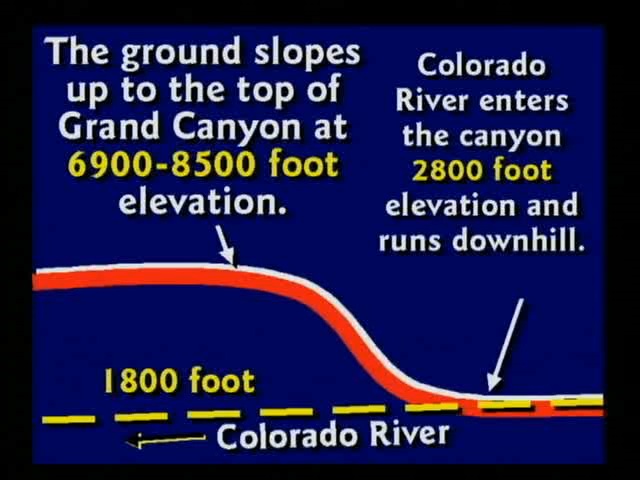 The ground slopes
up to the top of
Grand Canyon at
6900-8500 foot
elevation.
Colorado
River enters
the canyon
2800 foot
elevation and
runs downhill.
1800 foot
Colorado River